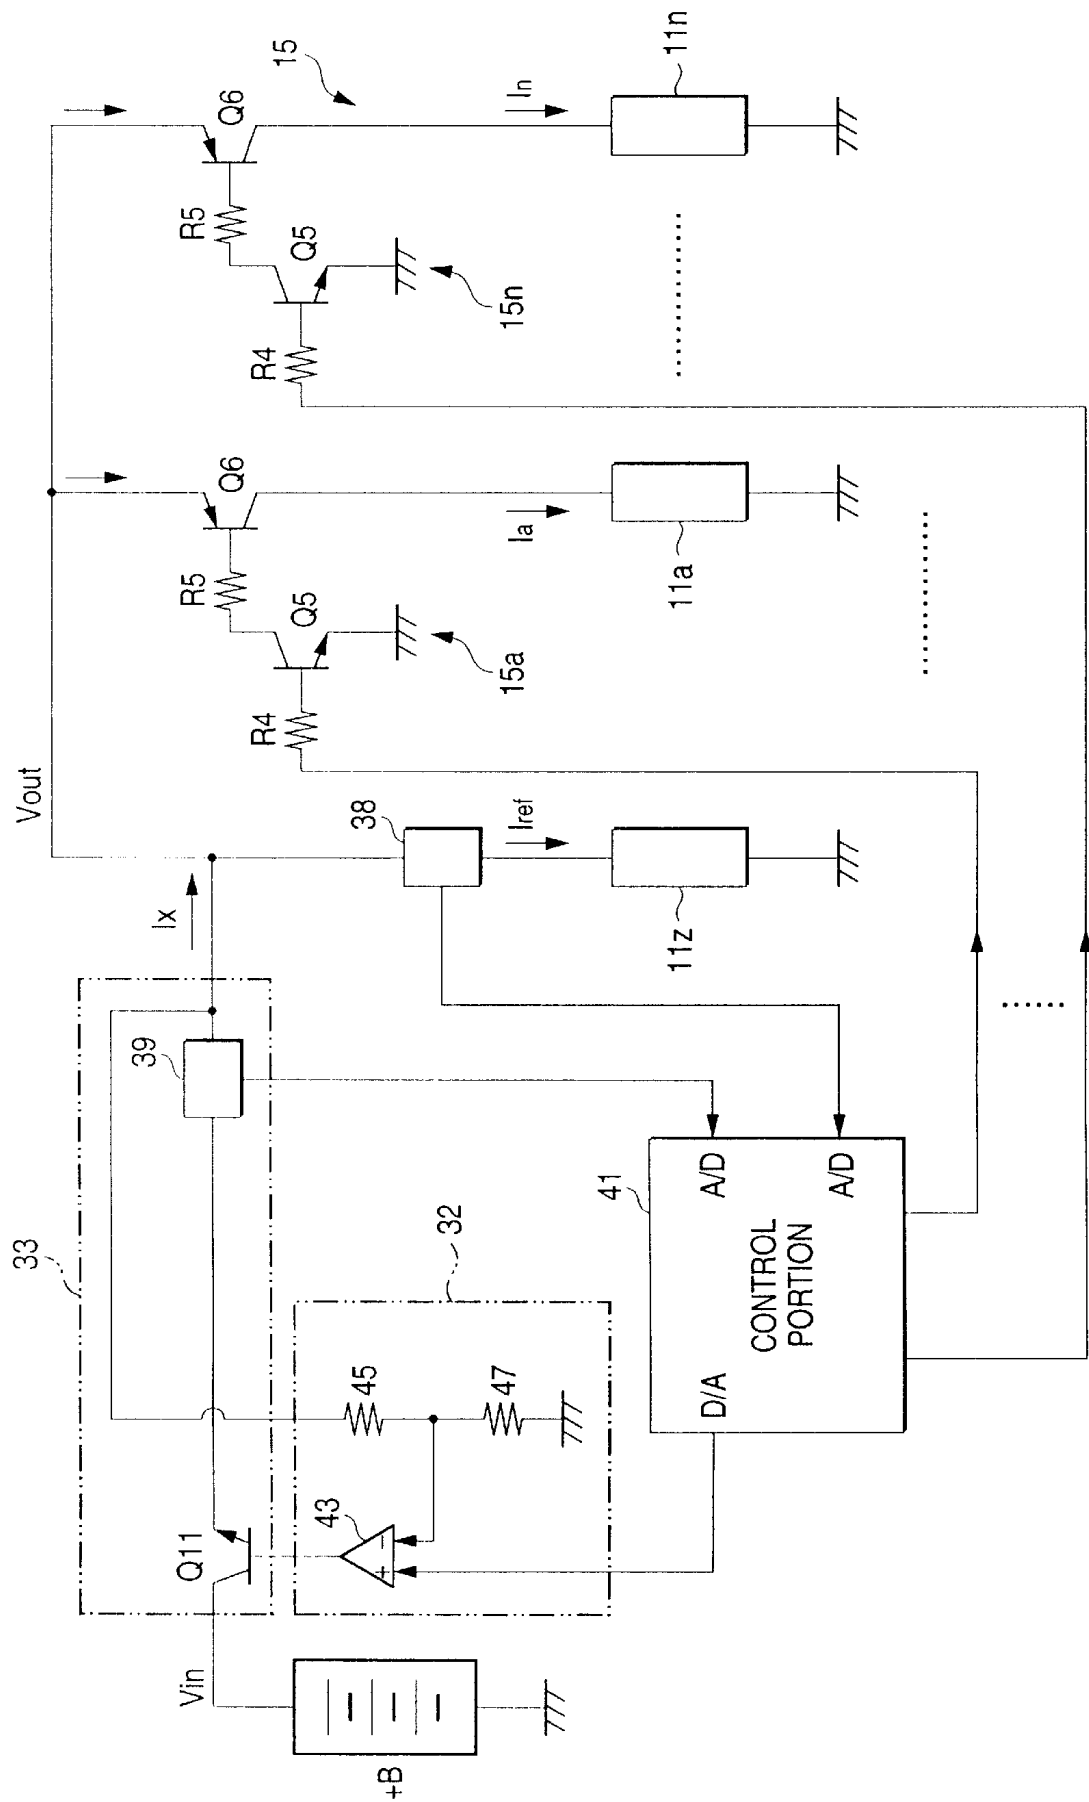 +B
Vin
Q11
33
39
Ix
Vout
43
45
47
32
41
D/A
A/D
A/D
CONTROL
PORTION
38
Iref
11z
R4
Q5
R5
Q6
15a
Ia
11a
R4
Q5
R5
Q6
15n
15
In
11n
+
−